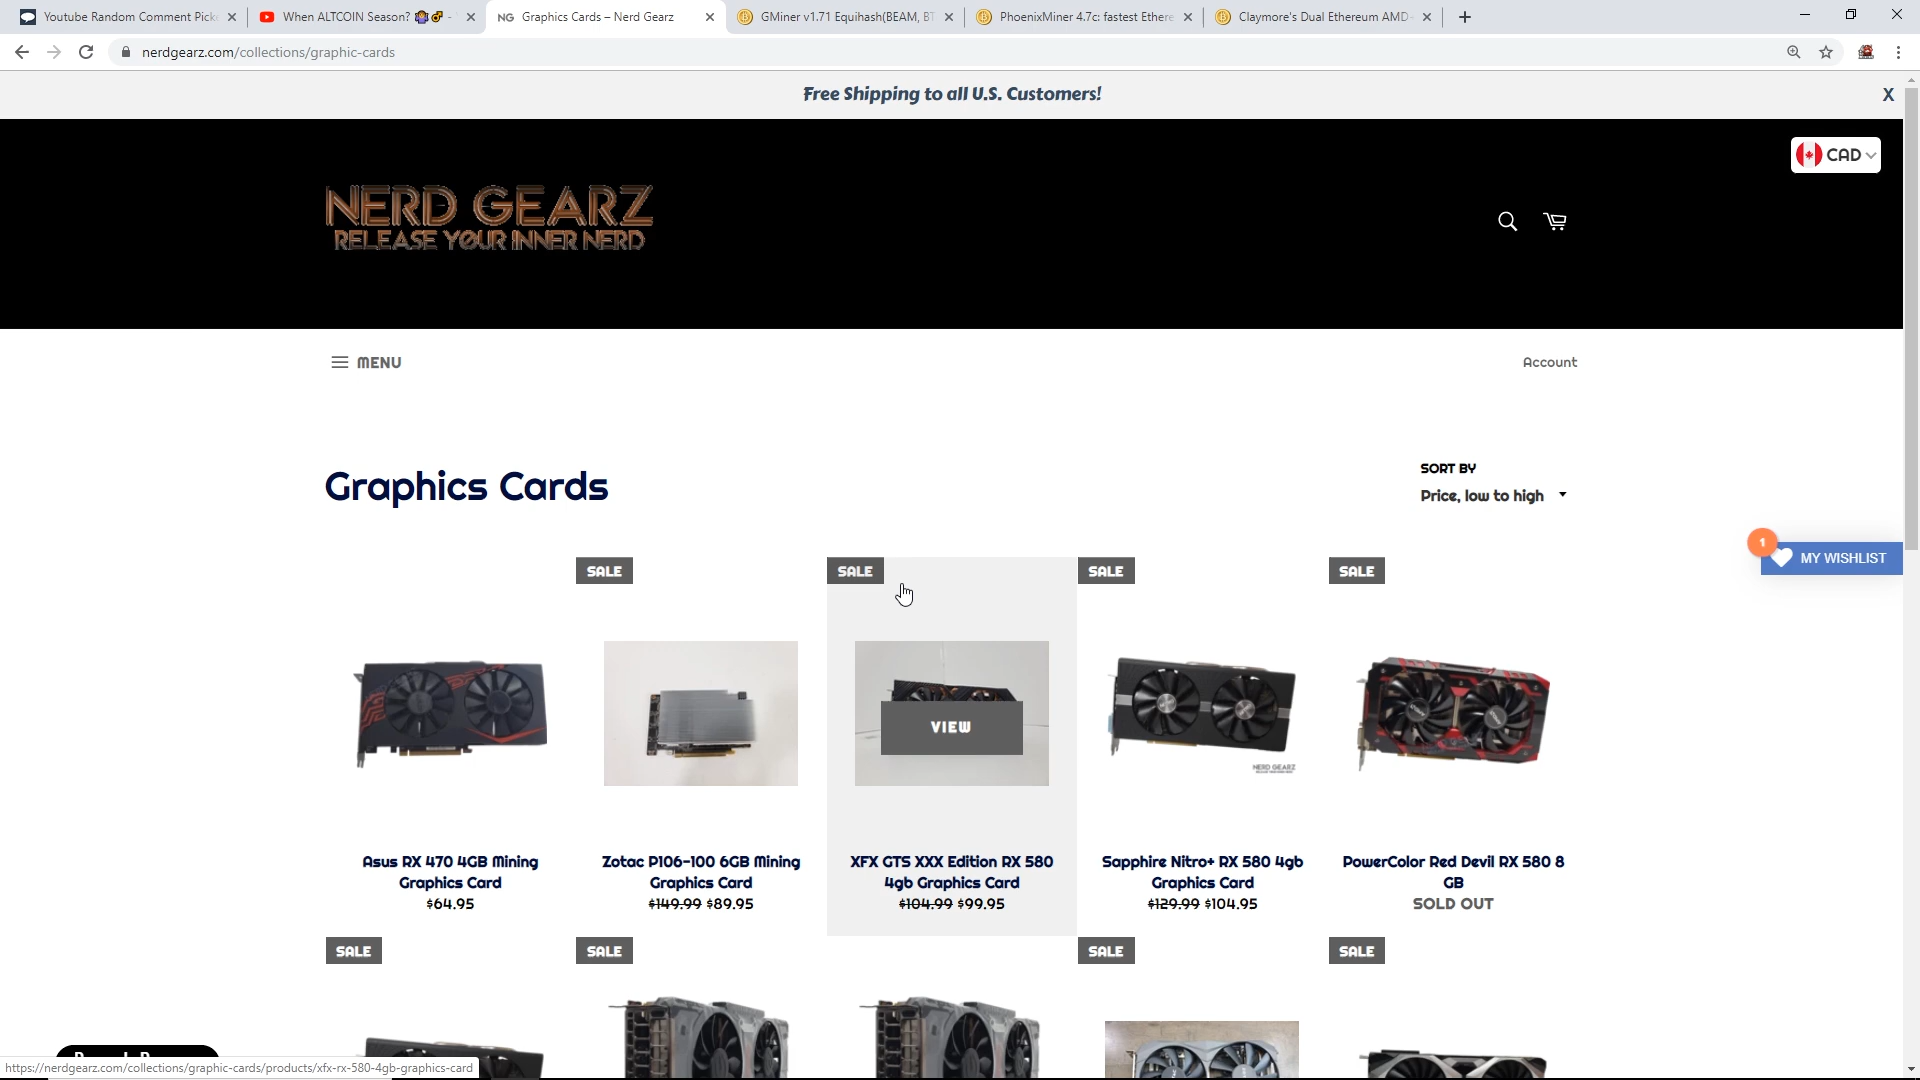 Youtube Random Comment Pick
When ALTCOIN Season?
NG Graphics Cards – Nerd Gearz
GMiner v1.71 Equihash(BEAM, BT
PhoenixMiner 4.7c: fastest Ethere
Claymore's Dual Ethereum AMD
nerdgearz.com/collections/graphic-cards
Free Shipping to all U.S. Customers!
X
CAD
NERD GEARZ
RELEASE YOUR INNER NERD
MENU
Account
Graphics Cards
SORT BY
Price, low to high
1
MY WISHLIST
SALE
SALE
SALE
SALE
VIEW
NERD GEARZ
Asus RX 470 4GB Mining
Graphics Card
$64.95
Zotac P106-100 6GB Mining
Graphics Card
$149.99 $89.95
XFX GTS XXX Edition RX 580
4gb Graphics Card
$104.99 $99.95
Sapphire Nitro+ RX 580 4gb
Graphics Card
$129.99 $104.95
PowerColor Red Devil RX 580 8
GB
SOLD OUT
SALE
SALE
SALE
SALE
https://nerdgearz.com/collections/graphic-cards/products/xfx-rx-580-4gb-graphics-card